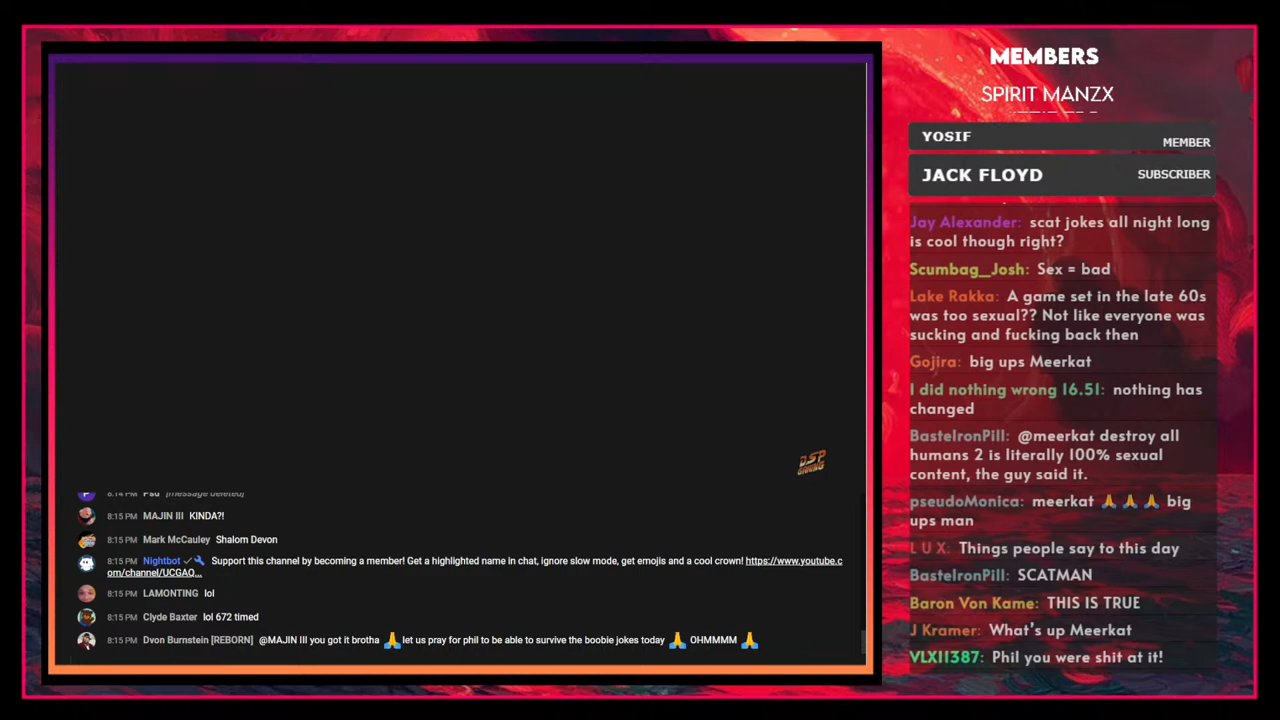 MEMBERS
SPIRIT MANZX
YOSIF MEMBER
JACK FLOYD SUBSCRIBER
Jay Alexander: scat jokes all night long
is cool though right?
Scumbag_Josh: Sex = bad
Lake Rakka: A game set in the late 60s
was too sexual?? Not like everyone was
sucking and fucking back then
Gojira: big ups Meerkat
I did nothing wrong 16.51: nothing has
changed
BasteIronPill: @meerkat destroy all
humans 2 is literally 100% sexual
content, the guy said it.
pseudoMonica: meerkat 🙏 🙏 🙏 big
ups man
L U X: Things people say to this day
BasteIronPill: SCATMAN
Baron Von Kame: THIS IS TRUE
J Kramer: What's up Meerkat
VLX11387: Phil you were shit at it!
DSP
GAMING
8:14 PM Psu [message deleted]
8:15 PM MAJIN III KINDA?!
8:15 PM Mark McCauley Shalom Devon
8:15 PM Nightbot Support this channel by becoming a member! Get a highlighted name in chat, ignore slow mode, get emojis and a cool crown! https://www.youtube.c
om/channel/UCGAQ...
8:15 PM LAMONTING lol
8:15 PM Clyde Baxter lol 672 timed
8:15 PM Dvon Burnstein [REBORN] @MAJIN III you got it brotha 🙏 let us pray for phil to be able to survive the boobie jokes today 🙏 OHMMMM 🙏